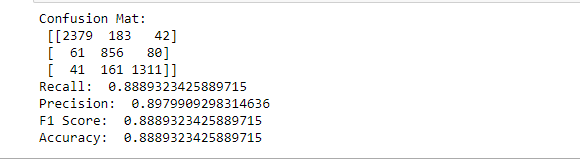 Confusion Mat:
[[2379 183 42]
[ 61 856 80]
[ 41 161 1311]]
Recall: 0.8889323425889715
Precision: 0.8979909298314636
F1 Score: 0.8889323425889715
Accuracy: 0.8889323425889715